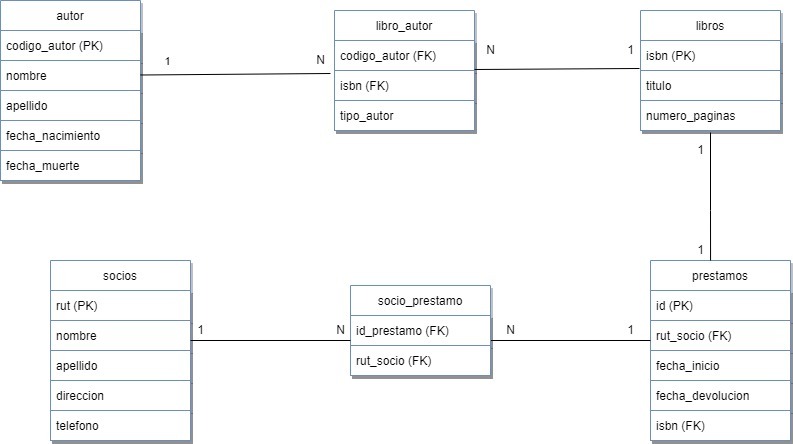 autor
codigo_autor (PK)
nombre
apellido
fecha_nacimiento
fecha_muerte
1
N
libro_autor
codigo_autor (FK)
isbn (FK)
tipo_autor
N
1
libros
isbn (PK)
titulo
numero_paginas
1
1
socios
rut (PK)
nombre
apellido
direccion
telefono
1
N
socio_prestamo
id_prestamo (FK)
rut_socio (FK)
N
1
prestamos
id (PK)
rut_socio (FK)
fecha_inicio
fecha_devolucion
isbn (FK)